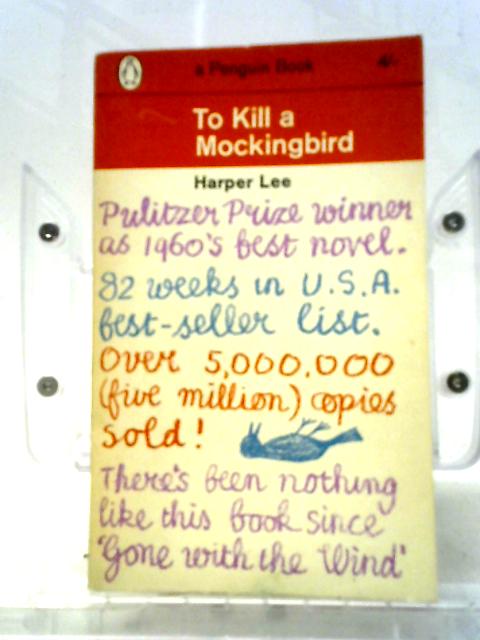 a Penguin Book 4/-
To Kill a
Mockingbird
Harper Lee
Pulitzer Prize winner
as 1960's best novel.
82 weeks in U.S.A.
best-seller list.
Over 5,000,000
(five million) copies
sold!
There's been nothing
like this book since
'Gone with the Wind'